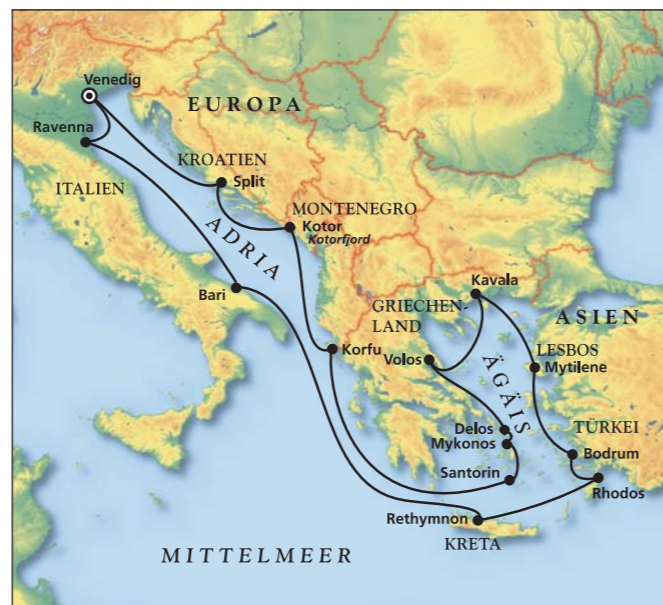 Venedig
EUROPA
Ravenna
KROATIEN
ITALIEN
Split
MONTENEGRO
Kotor
Kotorfjord
ADRIA
Bari
Kavala
GRIECHEN-
LAND
ASIEN
Korfu
Volos
ÄGÄIS
LESBOS
Mytilene
Delos
Mykonos
TÜRKEI
Bodrum
Santorin
Rhodos
Rethymnon
KRETA
MITTELMEER